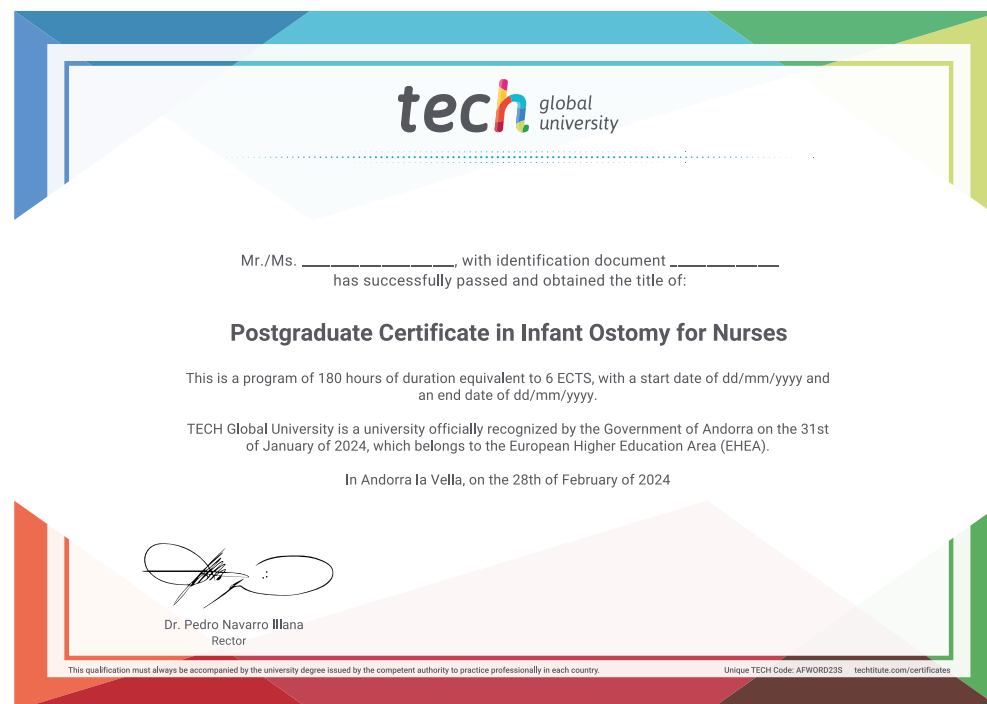 tech global
university
Mr./Ms. ____________________, with identification document ______________
has successfully passed and obtained the title of:
Postgraduate Certificate in Infant Ostomy for Nurses
This is a program of 180 hours of duration equivalent to 6 ECTS, with a start date of dd/mm/yyyy and
an end date of dd/mm/yyyy.
TECH Global University is a university officially recognized by the Government of Andorra on the 31st
of January of 2024, which belongs to the European Higher Education Area (EHEA).
In Andorra la Vella, on the 28th of February of 2024
Dr. Pedro Navarro Illana
Rector
This qualification must always be accompanied by the university degree issued by the competent authority to practice professionally in each country. Unique TECH Code: AFWORD23S techtitute.com/certificates